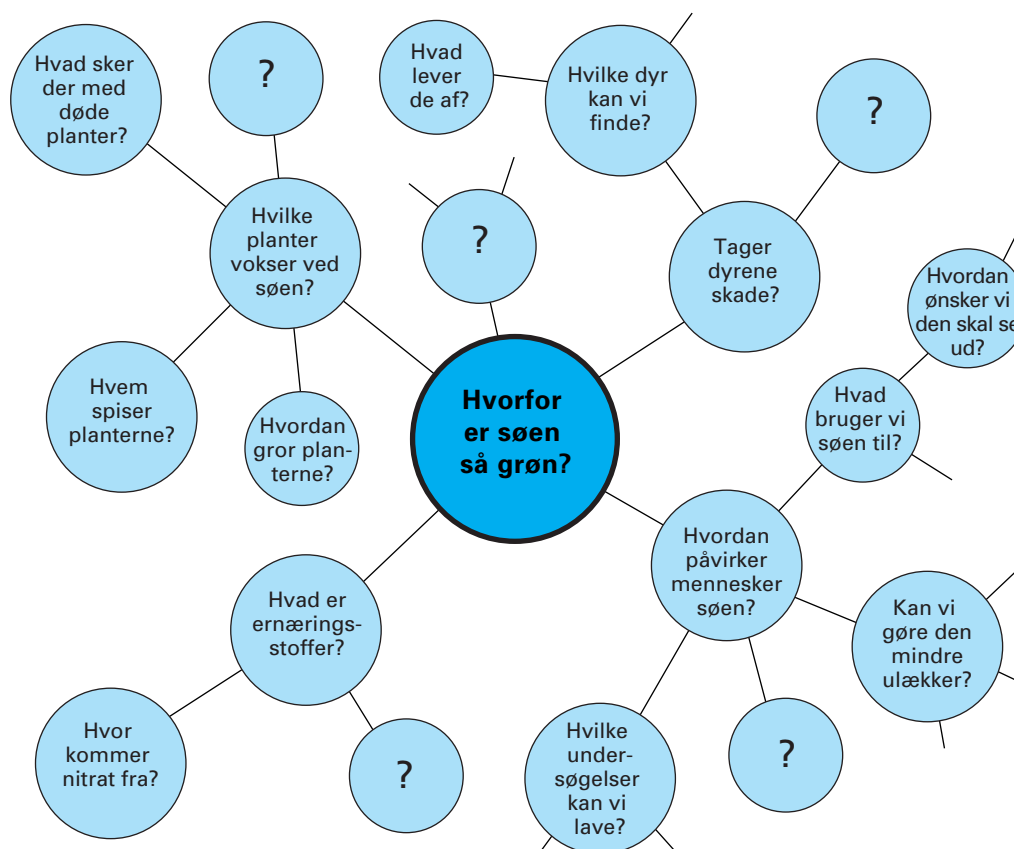 Hvad sker
der med
døde
planter?
?
Hvad
lever
de af?
Hvilke dyr
kan vi
finde?
?
Hvilke
planter
vokser ved
søen?
?
Tager
dyrene
skade?
Hvordan
ønsker vi
den skal se
ud?
Hvem
spiser
planterne?
Hvordan
gror plan-
terne?
Hvorfor
er søen
så grøn?
Hvad
bruger vi
søen til?
Hvad er
ernærings-
stoffer?
Hvordan
påvirker
mennesker
søen?
Kan vi
gøre den
mindre
ulækker?
Hvor
kommer
nitrat fra?
?
Hvilke
under-
søgelser
kan vi
lave?
?